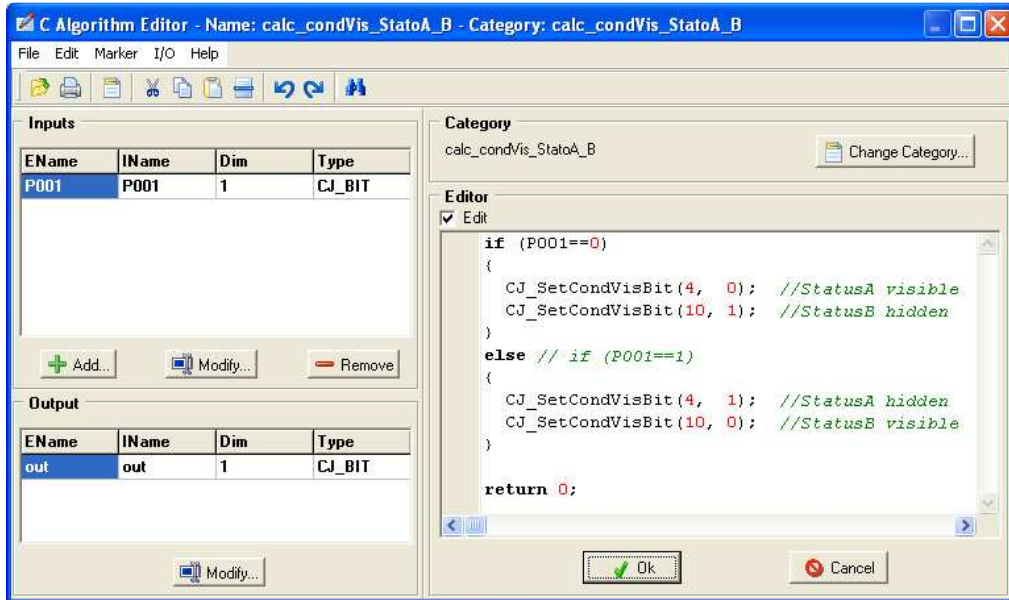 C Algorithm Editor - Name: calc_condVis_StatoA_B - Category: calc_condVis_StatoA_B
File Edit Marker I/O Help
Inputs
EName IName Dim Type
P001 P001 1 CJ_BIT
Add... Modify... Remove
Output
EName IName Dim Type
out out 1 CJ_BIT
Modify...
Category
calc_condVis_StatoA_B
Change Category...
Editor
Edit
if (P001==0)
{
CJ_SetCondVisBit(4, 0); //StatusA visible
CJ_SetCondVisBit(10, 1); //StatusB hidden
}
else // if (P001==1)
{
CJ_SetCondVisBit(4, 1); //StatusA hidden
CJ_SetCondVisBit(10, 0); //StatusB visible
}
return 0;
Ok Cancel